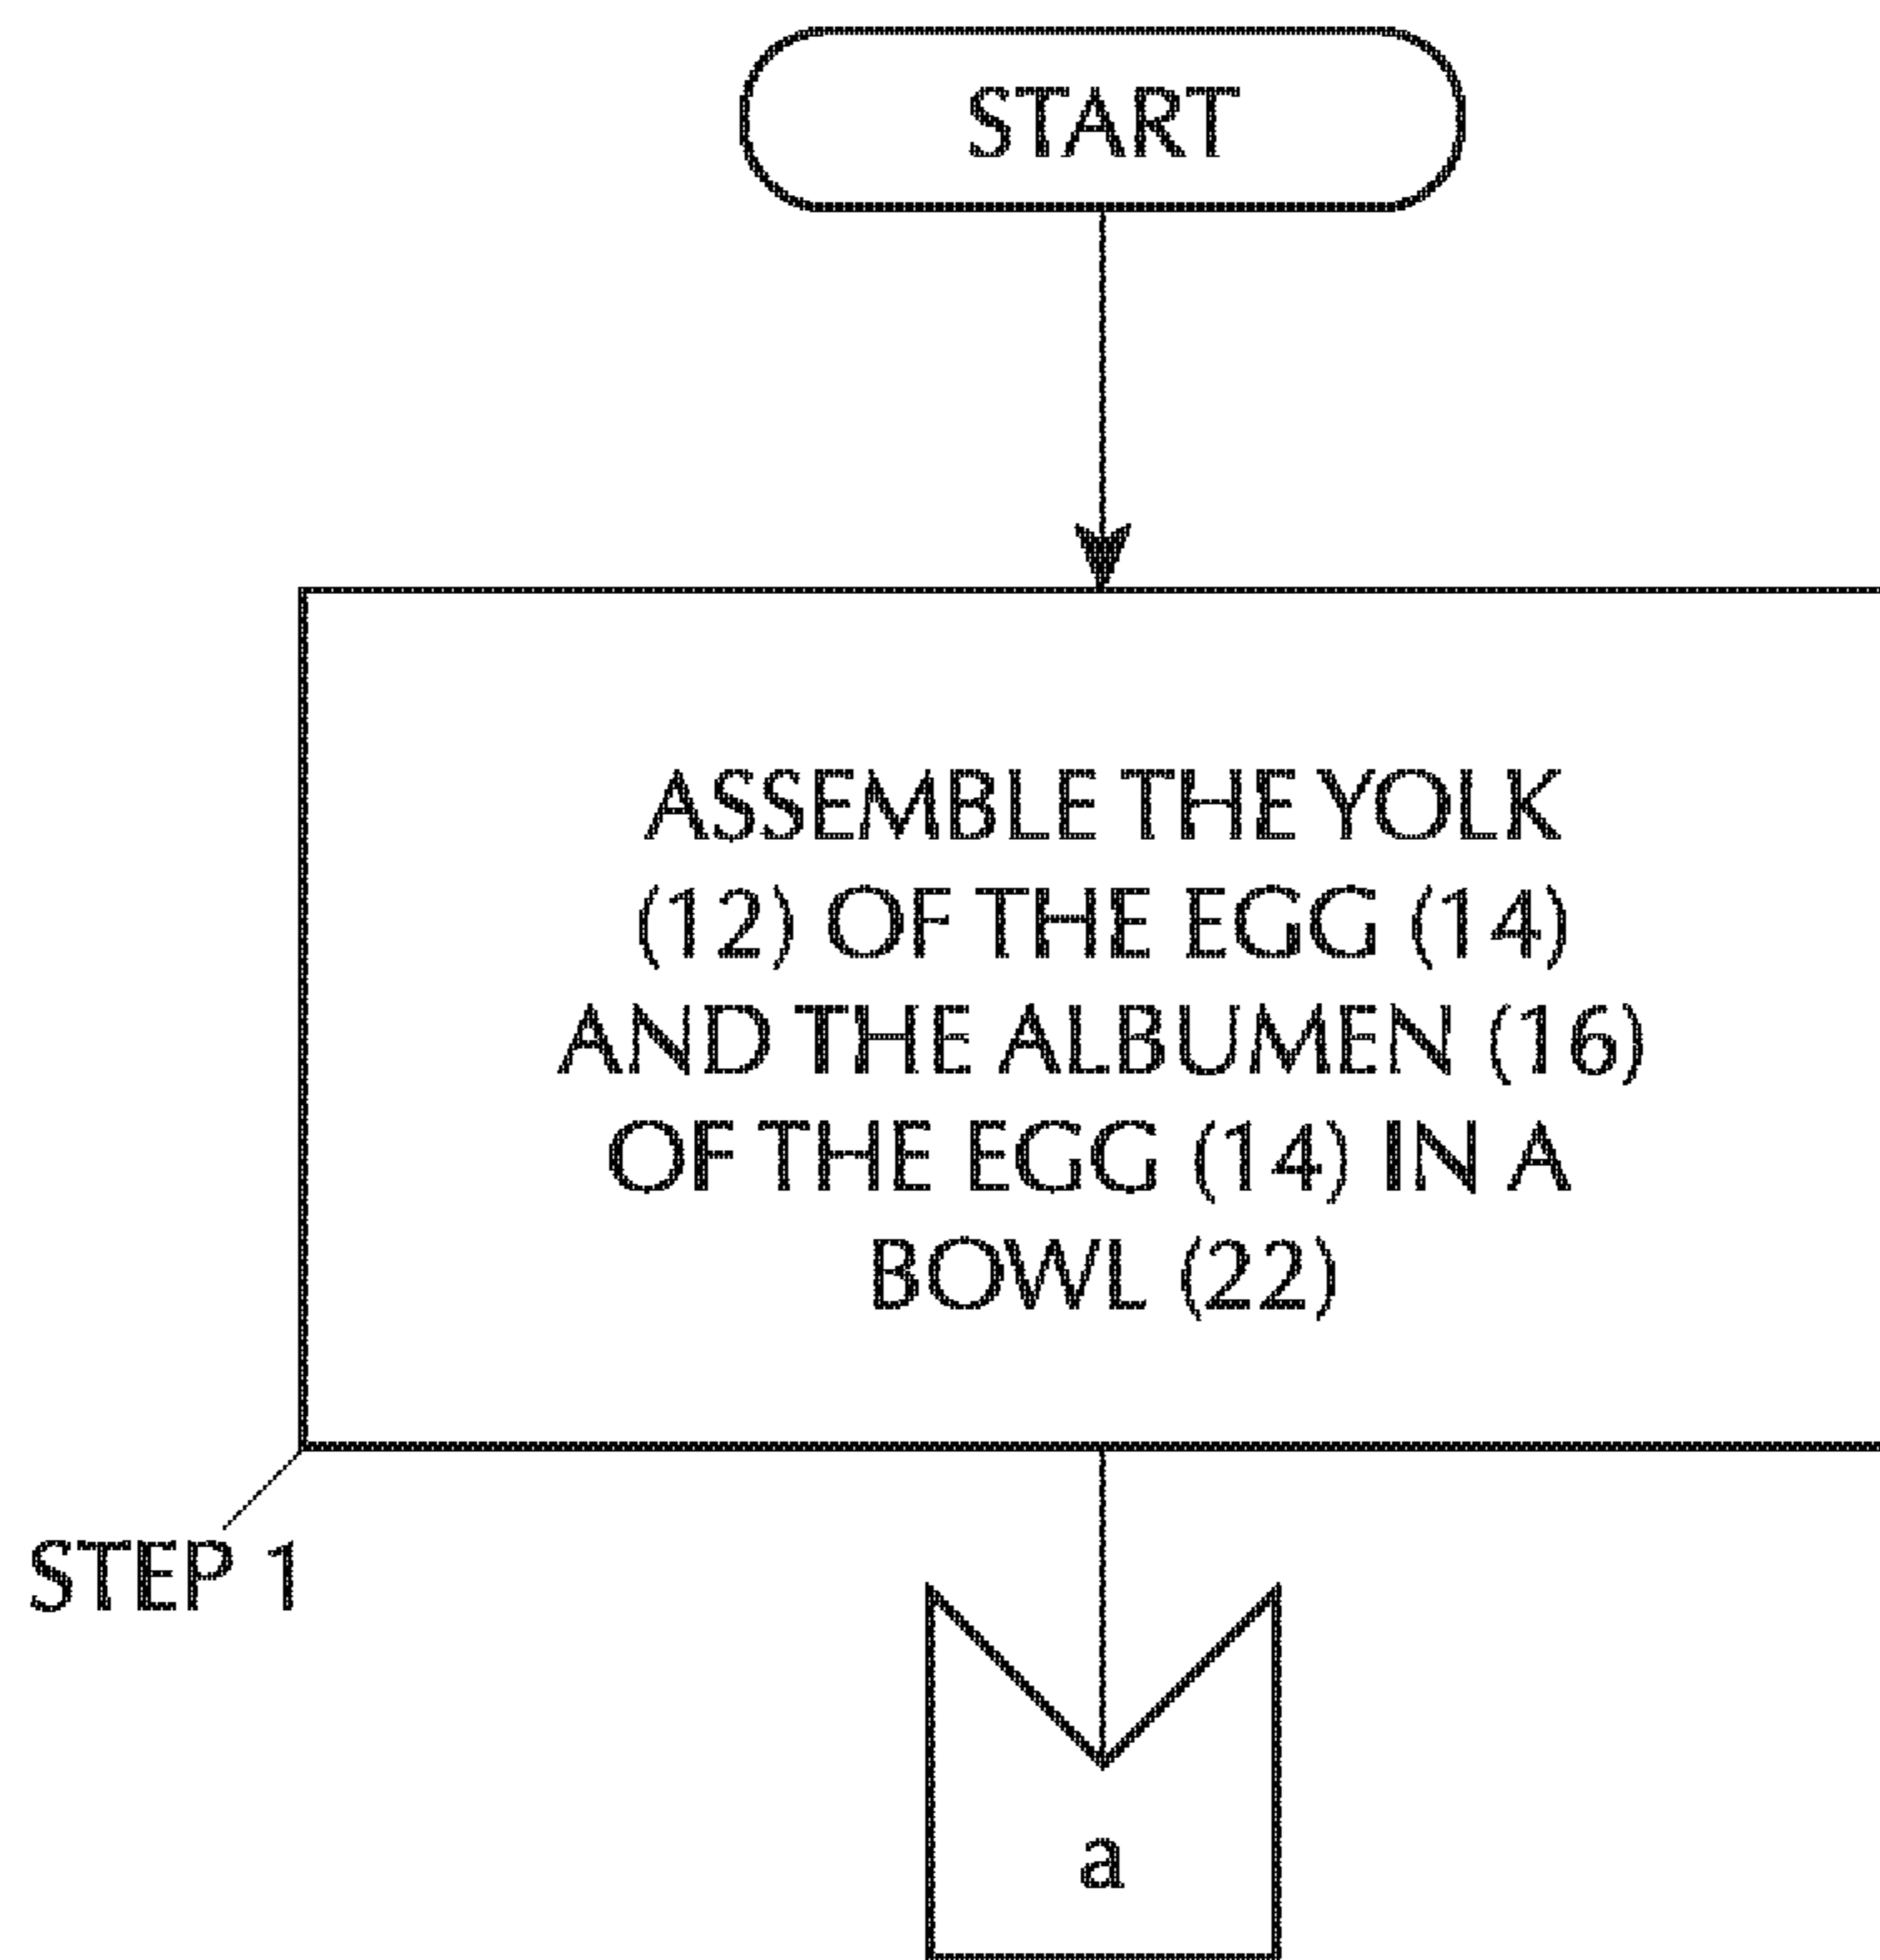 START
ASSEMBLE THE YOLK
(12) OF THE EGG (14)
AND THE ALBUMEN (16)
OF THE EGG (14) IN A
BOWL (22)
STEP 1
a